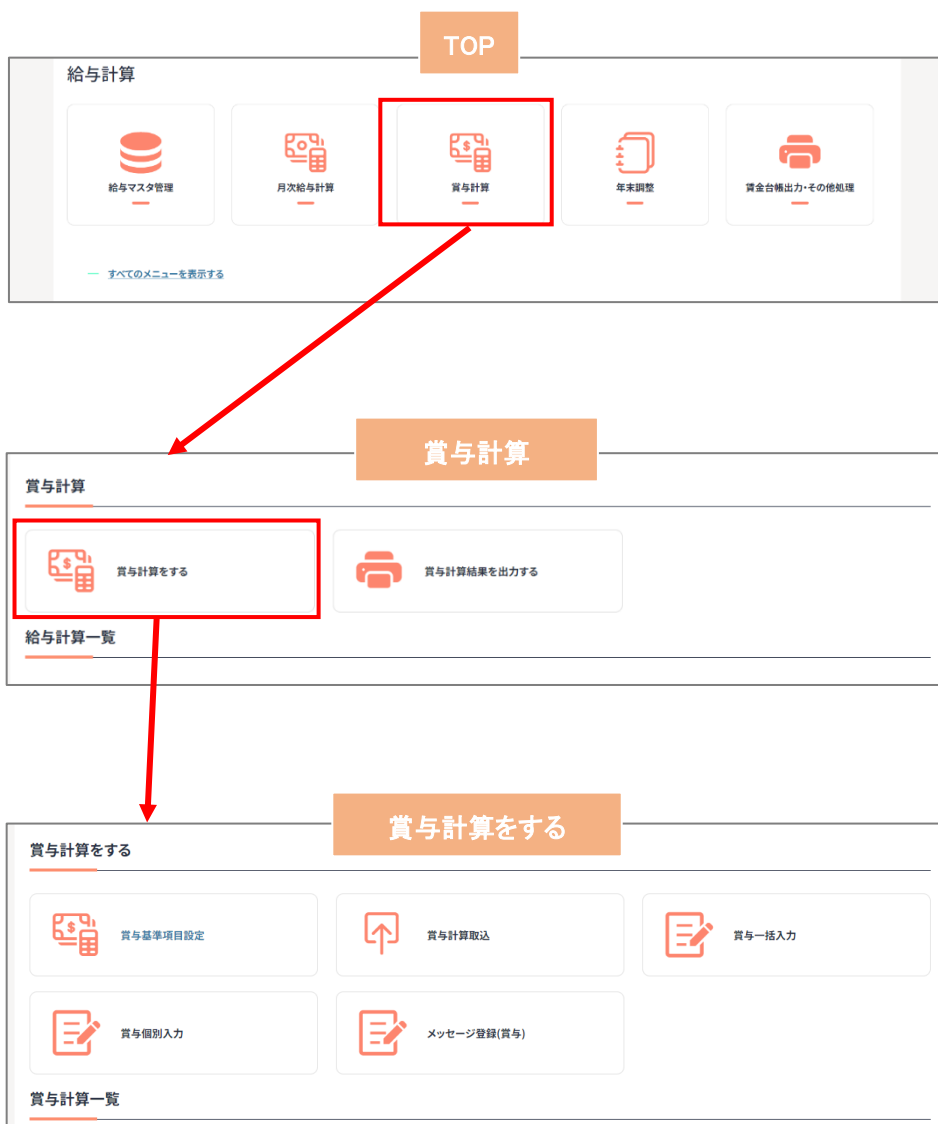 TOP
給与計算
給与マスタ管理
月次給与計算
賞与計算
年末調整
賃金台帳出力・その他処理
すべてのメニューを表示する
賞与計算
賞与計算
賞与計算をする
賞与計算結果を出力する
給与計算一覧
賞与計算をする
賞与計算をする
賞与基準項目設定
賞与計算取込
賞与一括入力
賞与個別入力
メッセージ登録(賞与)
賞与計算一覧